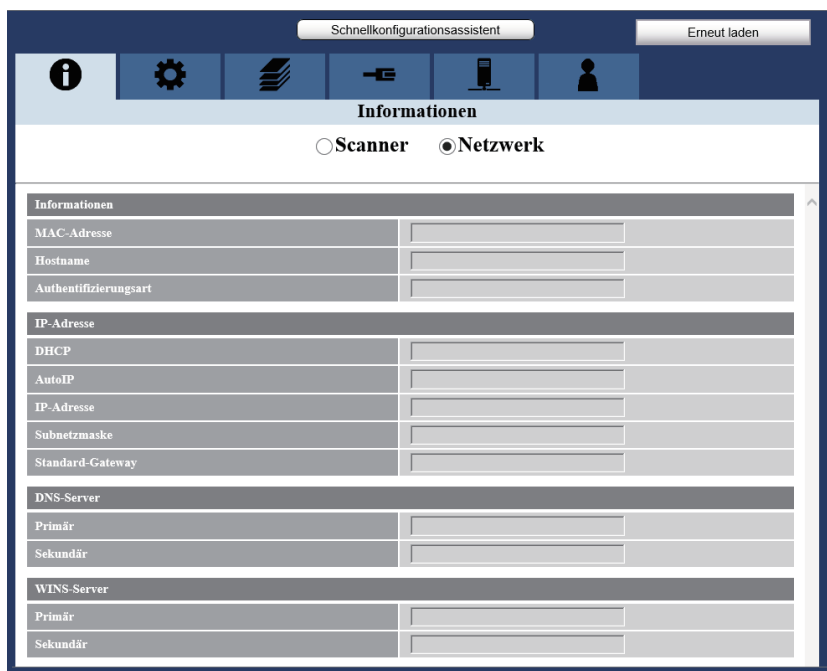 Schnellkonfigurationsassistent
Erneut laden
Informationen
Scanner Netzwerk
Informationen
MAC-Adresse
Hostname
Authentifizierungsart
IP-Adresse
DHCP
AutoIP
IP-Adresse
Subnetzmaske
Standard-Gateway
DNS-Server
Primär
Sekundär
WINS-Server
Primär
Sekundär